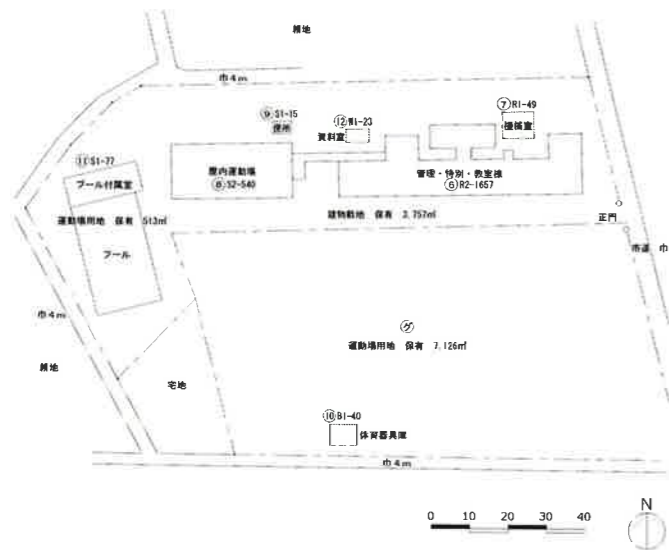 頼地
巾4m
⑦R1-49
機械室
⑨S1-15
便所
⑫W1-23
資料室
⑪S1-77
プール付属室
屋内運動場
⑧S2-540
管理・特別・教室棟
⑥R2-1657
運動場用地 保有 513㎡
建物敷地 保有 3,757㎡
正門
市道 巾
プール
巾4m
グ
運動場用地 保有 7,126㎡
頼地
宅地
⑩B1-40
体育器具庫
巾4m
0 10 20 30 40
N